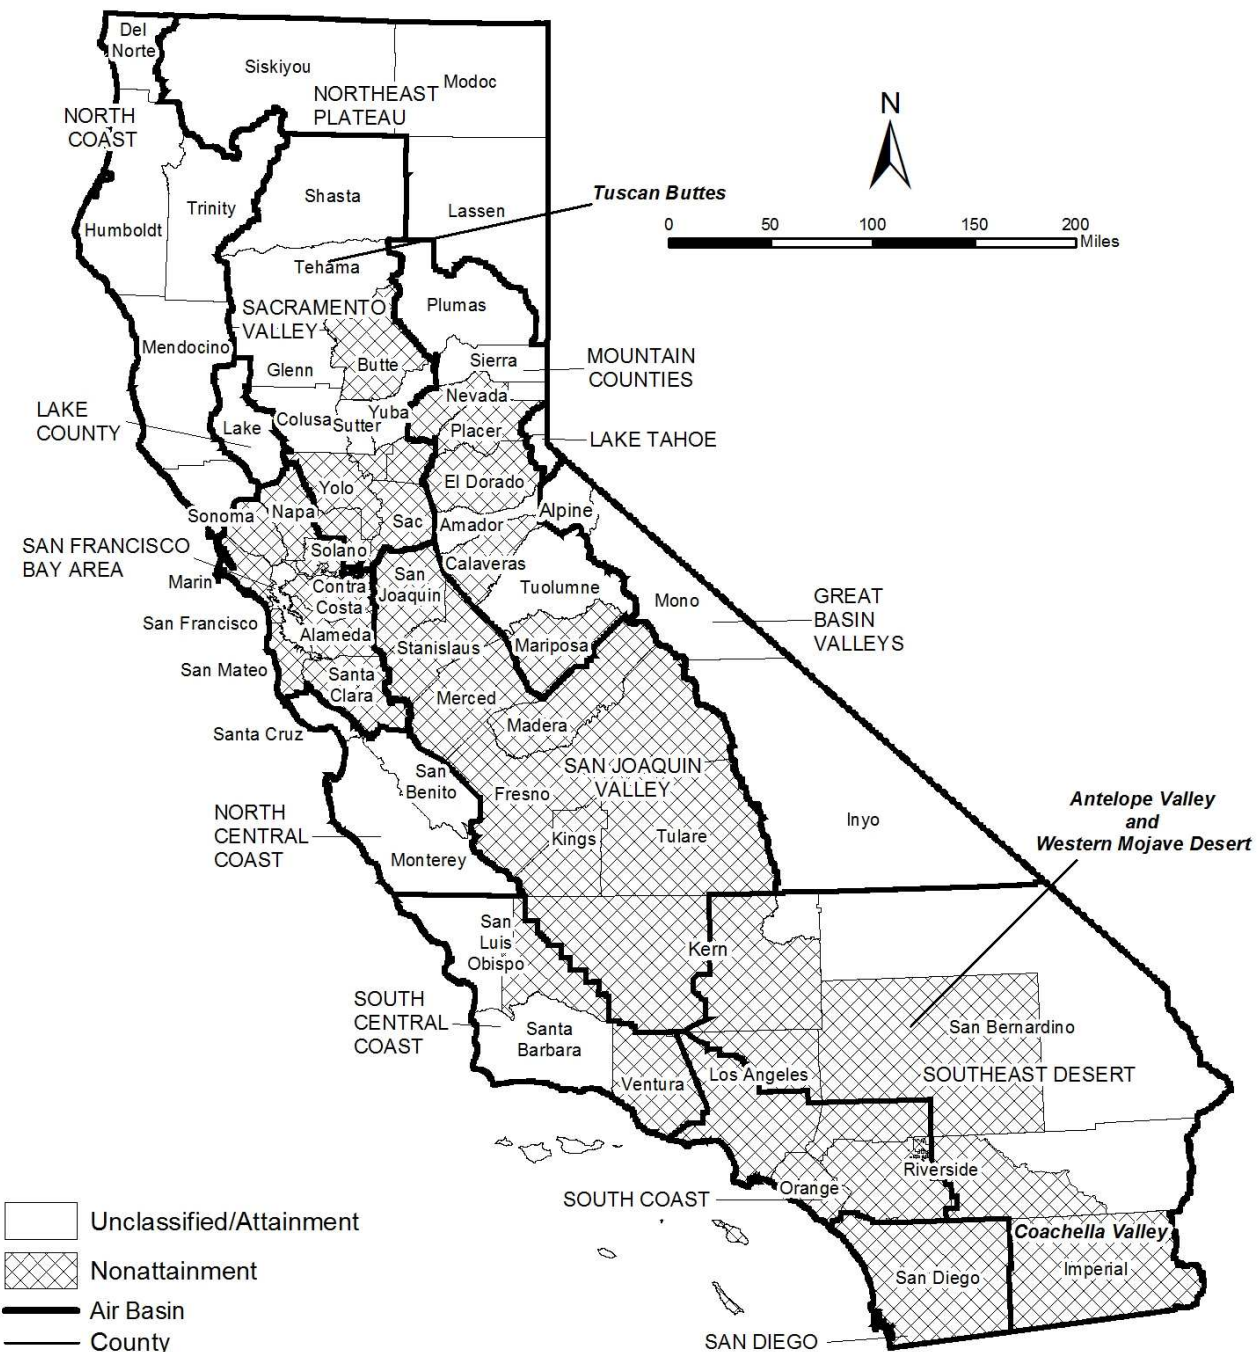 Del
Norte
Siskiyou
Modoc
NORTHEAST
PLATEAU
NORTH
COAST
N
Tuscan Buttes
Shasta
Trinity
Lassen
Humboldt
0 50 100 150 200
Miles
Tehama
SACRAMENTO
VALLEY
Plumas
Mendocino
Butte
Sierra
Glenn
MOUNTAIN
COUNTIES
Nevada
LAKE
COUNTY
Lake
Colusa
Sutter
Yuba
Placer
LAKE TAHOE
Yolo
El Dorado
Sonoma
Napa
Sac
Amador
Alpine
SAN FRANCISCO
BAY AREA
Solano
Calaveras
Marin
Contra
Costa
San
Joaquin
Tuolumne
Mono
GREAT
BASIN
VALLEYS
San Francisco
Alameda
Stanislaus
Mariposa
San Mateo
Santa
Clara
Merced
Madera
Santa Cruz
San
Benito
Fresno
SAN JOAQUIN
VALLEY
NORTH
CENTRAL
COAST
Kings
Tulare
Inyo
Antelope Valley
and
Western Mojave Desert
Monterey
San
Luis
Obispo
Kern
SOUTH
CENTRAL
COAST
Santa
Barbara
San Bernardino
Ventura
Los Angeles
SOUTHEAST DESERT
Riverside
Orange
SOUTH COAST
Coachella Valley
Imperial
San Diego
SAN DIEGO
Unclassified/Attainment
Nonattainment
Air Basin
County